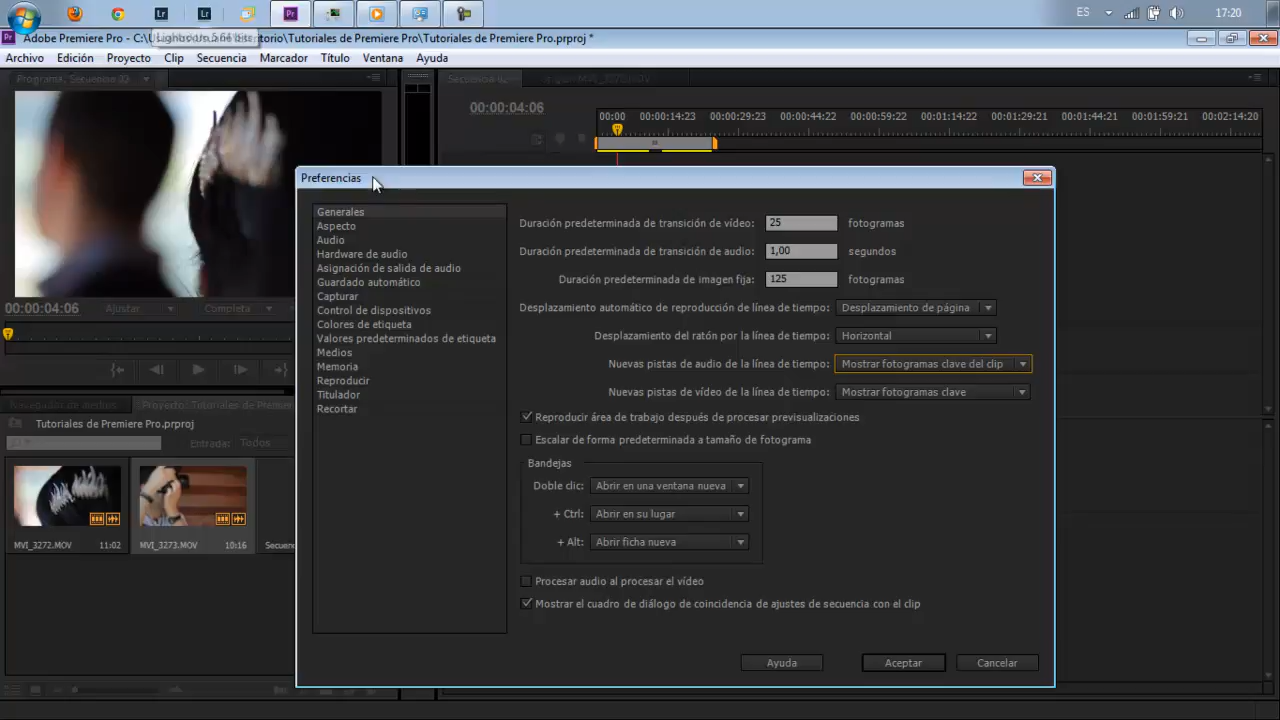 ES
17:20
Adobe Premiere Pro - C:\Us
torio\Tutoriales de Premiere Pro\Tutoriales de Premiere Pro.prproj *
Archivo Edición Proyecto Clip Secuencia Marcador Título Ventana Ayuda
Programa: Secuencia 03
Secuencia 02
00:00:04:06
00:00 00:00:14:23 00:00:29:23 00:00:44:22 00:00:59:22 00:01:14:22 00:01:29:21 00:01:44:21 00:01:59:21 00:02:14:20
Preferencias
Generales
Aspecto
Audio
Hardware de audio
Asignación de salida de audio
Guardado automático
Capturar
Control de dispositivos
Colores de etiqueta
Valores predeterminados de etiqueta
Medios
Memoria
Reproducir
Titulador
Recortar
Duración predeterminada de transición de vídeo: 25 fotogramas
Duración predeterminada de transición de audio: 1,00 segundos
Duración predeterminada de imagen fija: 125 fotogramas
Desplazamiento automático de reproducción de línea de tiempo: Desplazamiento de página
Desplazamiento del ratón por la línea de tiempo: Horizontal
Nuevas pistas de audio de la línea de tiempo: Mostrar fotogramas clave del clip
Nuevas pistas de vídeo de la línea de tiempo: Mostrar fotogramas clave
Reproducir área de trabajo después de procesar previsualizaciones
Escalar de forma predeterminada a tamaño de fotograma
Bandejas
Doble clic: Abrir en una ventana nueva
+ Ctrl: Abrir en su lugar
+ Alt: Abrir ficha nueva
Procesar audio al procesar el vídeo
Mostrar el cuadro de diálogo de coincidencia de ajustes de secuencia con el clip
Ayuda Aceptar Cancelar
00:00:04:06 Ajustar Completa
Navegador de medios Proyecto: Tutoriales de Premiere
Tutoriales de Premiere Pro.prproj
Entrada: Todos
MVI_3272.MOV 11:02 MVI_3273.MOV 10:16 Secuen